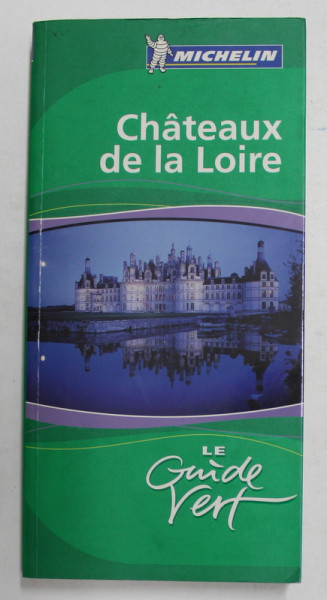 MICHELIN
Châteaux
de la Loire
LE
Guide
Vert